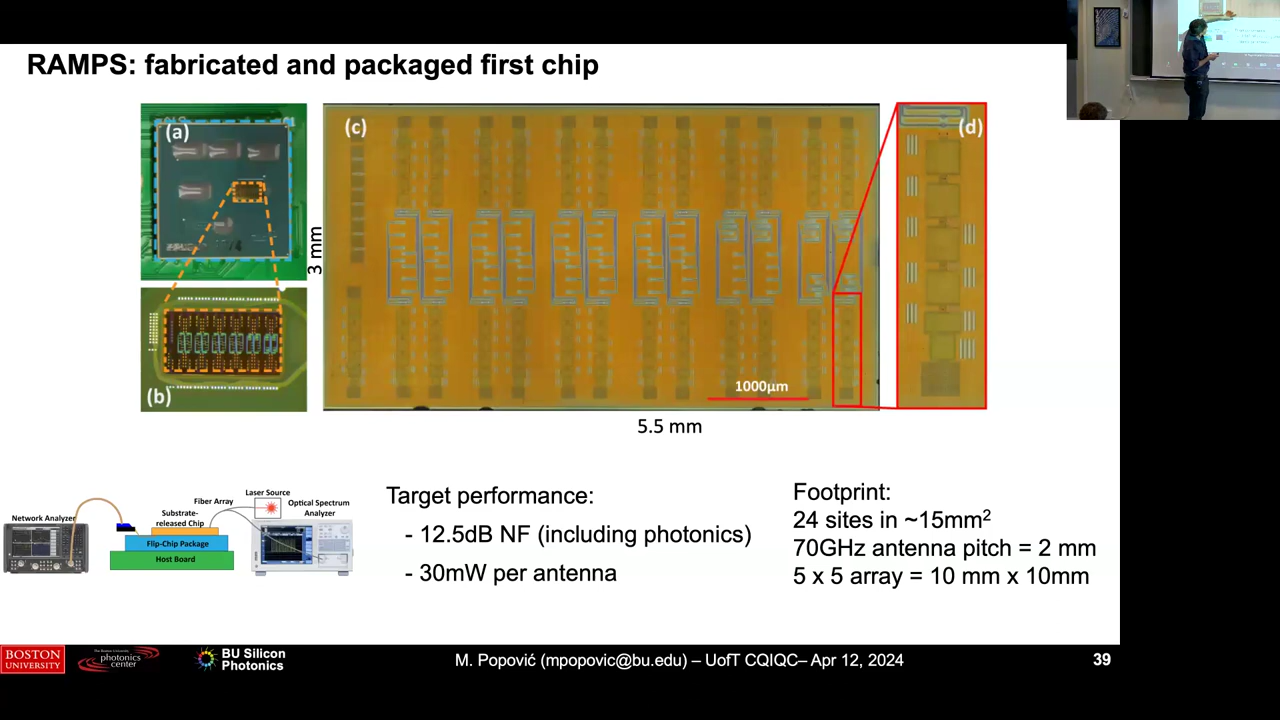 RAMPS: fabricated and packaged first chip
(a)
(b)
(c)
(d)
3 mm
1000μm
5.5 mm
Network Analyzer
Substrate-
released Chip
Fiber Array
Laser Source
Optical Spectrum
Analyzer
Flip-Chip Package
Host Board
Target performance:
- 12.5dB NF (including photonics)
- 30mW per antenna
Footprint:
24 sites in ~15mm²
70GHz antenna pitch = 2 mm
5 x 5 array = 10 mm x 10mm
BOSTON
UNIVERSITY
photonics
center
BU Silicon
Photonics
M. Popović (mpopovic@bu.edu) – UofT CQIQC– Apr 12, 2024
39